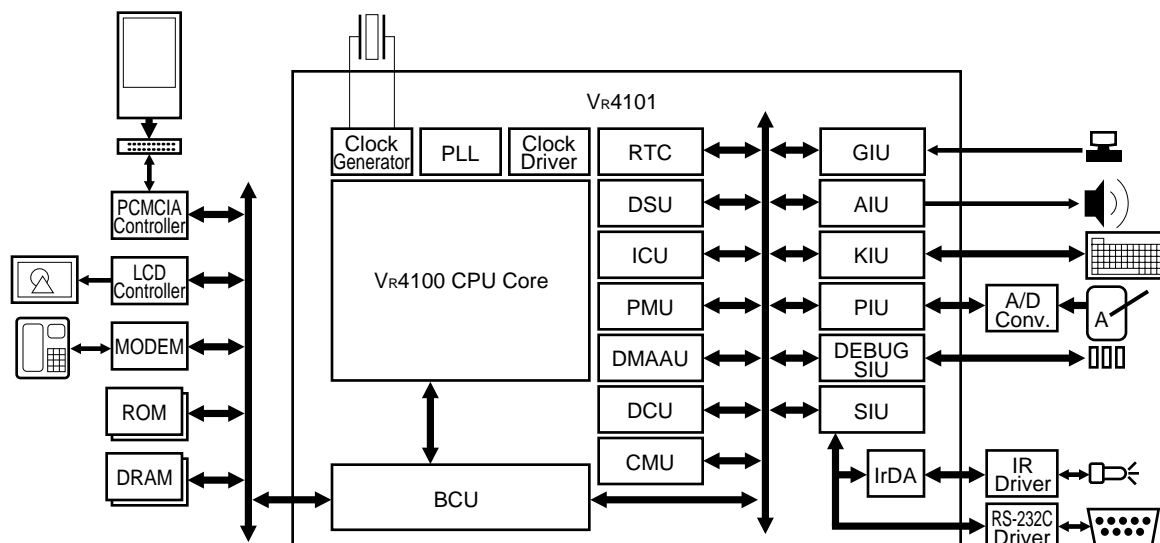 VR4101
Clock
Generator
PLL
Clock
Driver
RTC
GIU
DSU
AIU
PCMCIA
Controller
ICU
KIU
LCD
Controller
VR4100 CPU Core
PMU
PIU
A/D
Conv.
A
MODEM
DMAAU
DEBUG
SIU
ROM
DCU
SIU
DRAM
CMU
IrDA
IR
Driver
BCU
RS-232C
Driver